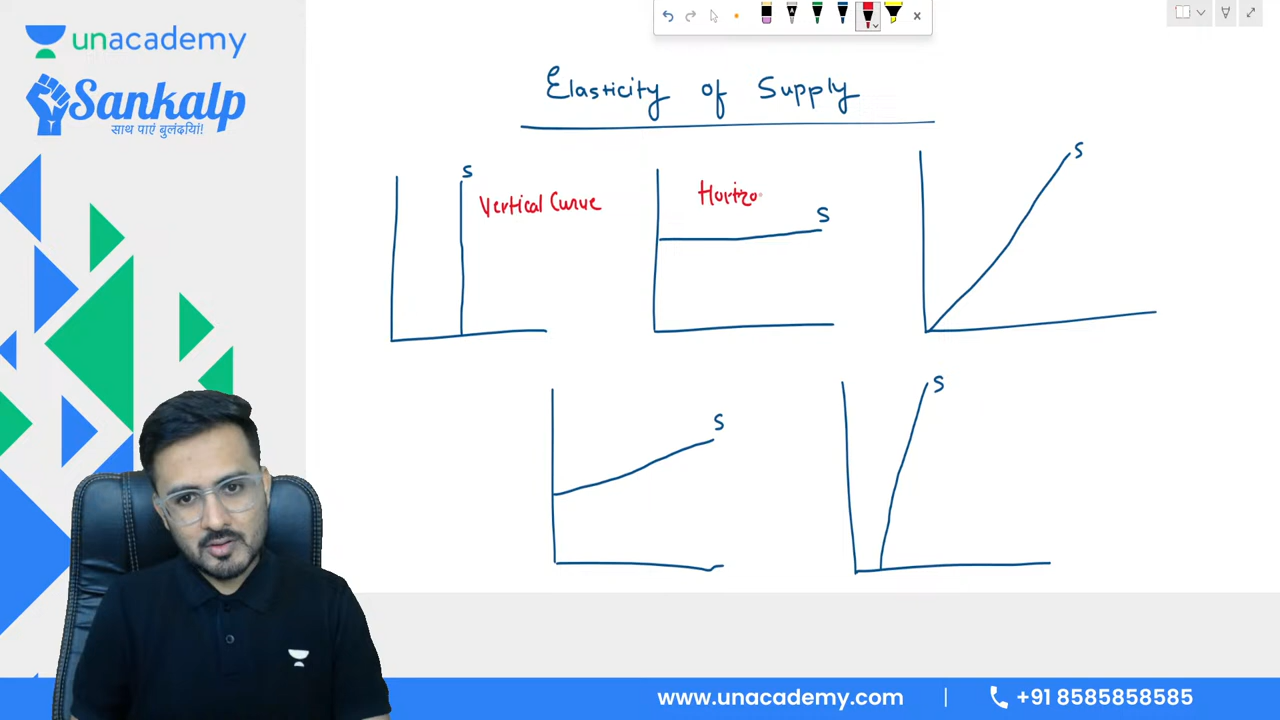 unacademy
Sankalp
साथ पाएं बुलंदियां!
Elasticity of Supply
S
Vertical Curve
Horizo
S
S
S
S
www.unacademy.com | +91 8585858585